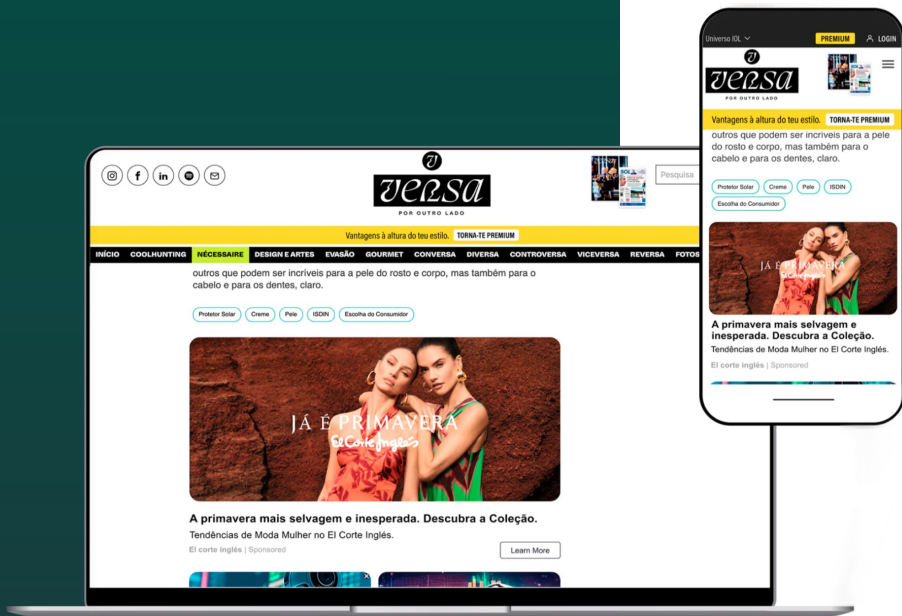 VERSA
POR OUTRO LADO
Pesquisa
Vantagens à altura do teu estilo. TORNA-TE PREMIUM
INÍCIO COOLHUNTING NÉCESSAIRE DESIGN E ARTES EVASÃO GOURMET CONVERSA DIVERSA CONTROVERSA VICEVERSA REVERSA FOTOS
outros que podem ser incríveis para a pele do rosto e corpo, mas também para o
cabelo e para os dentes, claro.
Protetor Solar Creme Pele ISDIN Escolha do Consumidor
JÁ É PRIMAVERA
El Corte Inglés
A primavera mais selvagem e inesperada. Descubra a Coleção.
Tendências de Moda Mulher no El Corte Inglés.
El corte inglés | Sponsored
Learn More
Universo IOL PREMIUM LOGIN
VERSA
POR OUTRO LADO
Vantagens à altura do teu estilo. TORNA-TE PREMIUM
outros que podem ser incríveis para a pele
do rosto e corpo, mas também para o
cabelo e para os dentes, claro.
Protetor Solar Creme Pele ISDIN
Escolha do Consumidor
JÁ É PRIMAVERA
El Corte Inglés
A primavera mais selvagem e
inesperada. Descubra a Coleção.
Tendências de Moda Mulher no El Corte Inglés.
El corte inglés | Sponsored